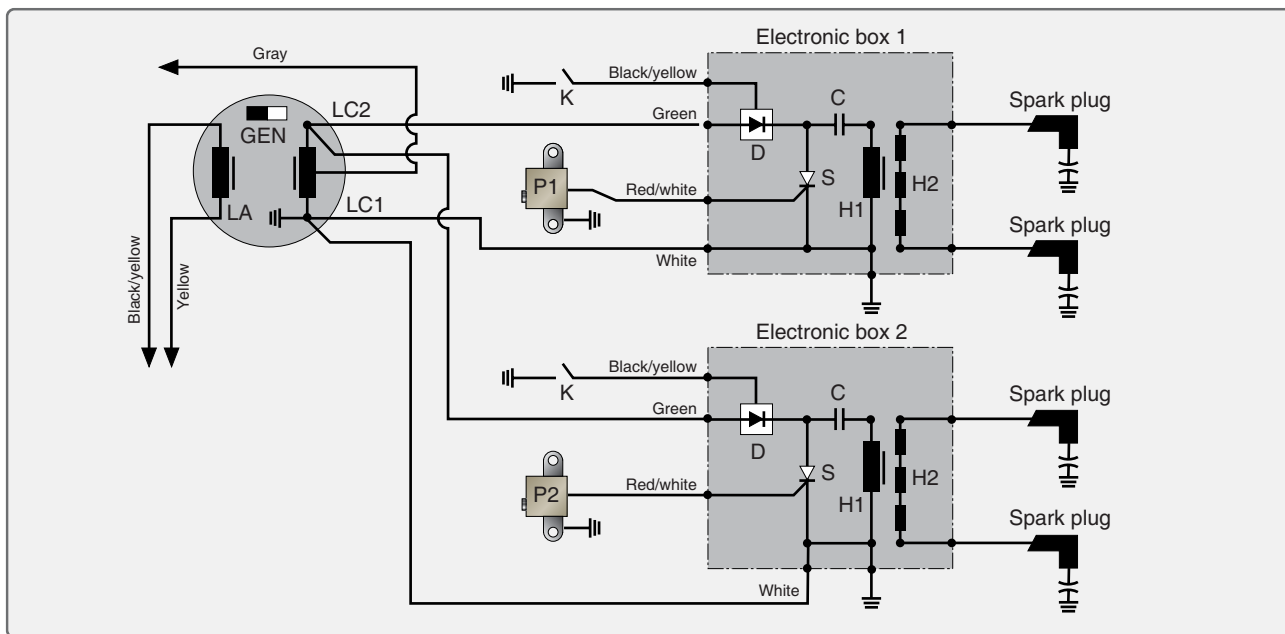 Gray
LC2
GEN
LA
LC1
Black/yellow
Yellow
Electronic box 1
Black/yellow
K
Green
D
C
S
P1
Red/white
H1
H2
White
Spark plug
Spark plug
Electronic box 2
Black/yellow
K
Green
D
C
S
P2
Red/white
H1
H2
White
Spark plug
Spark plug